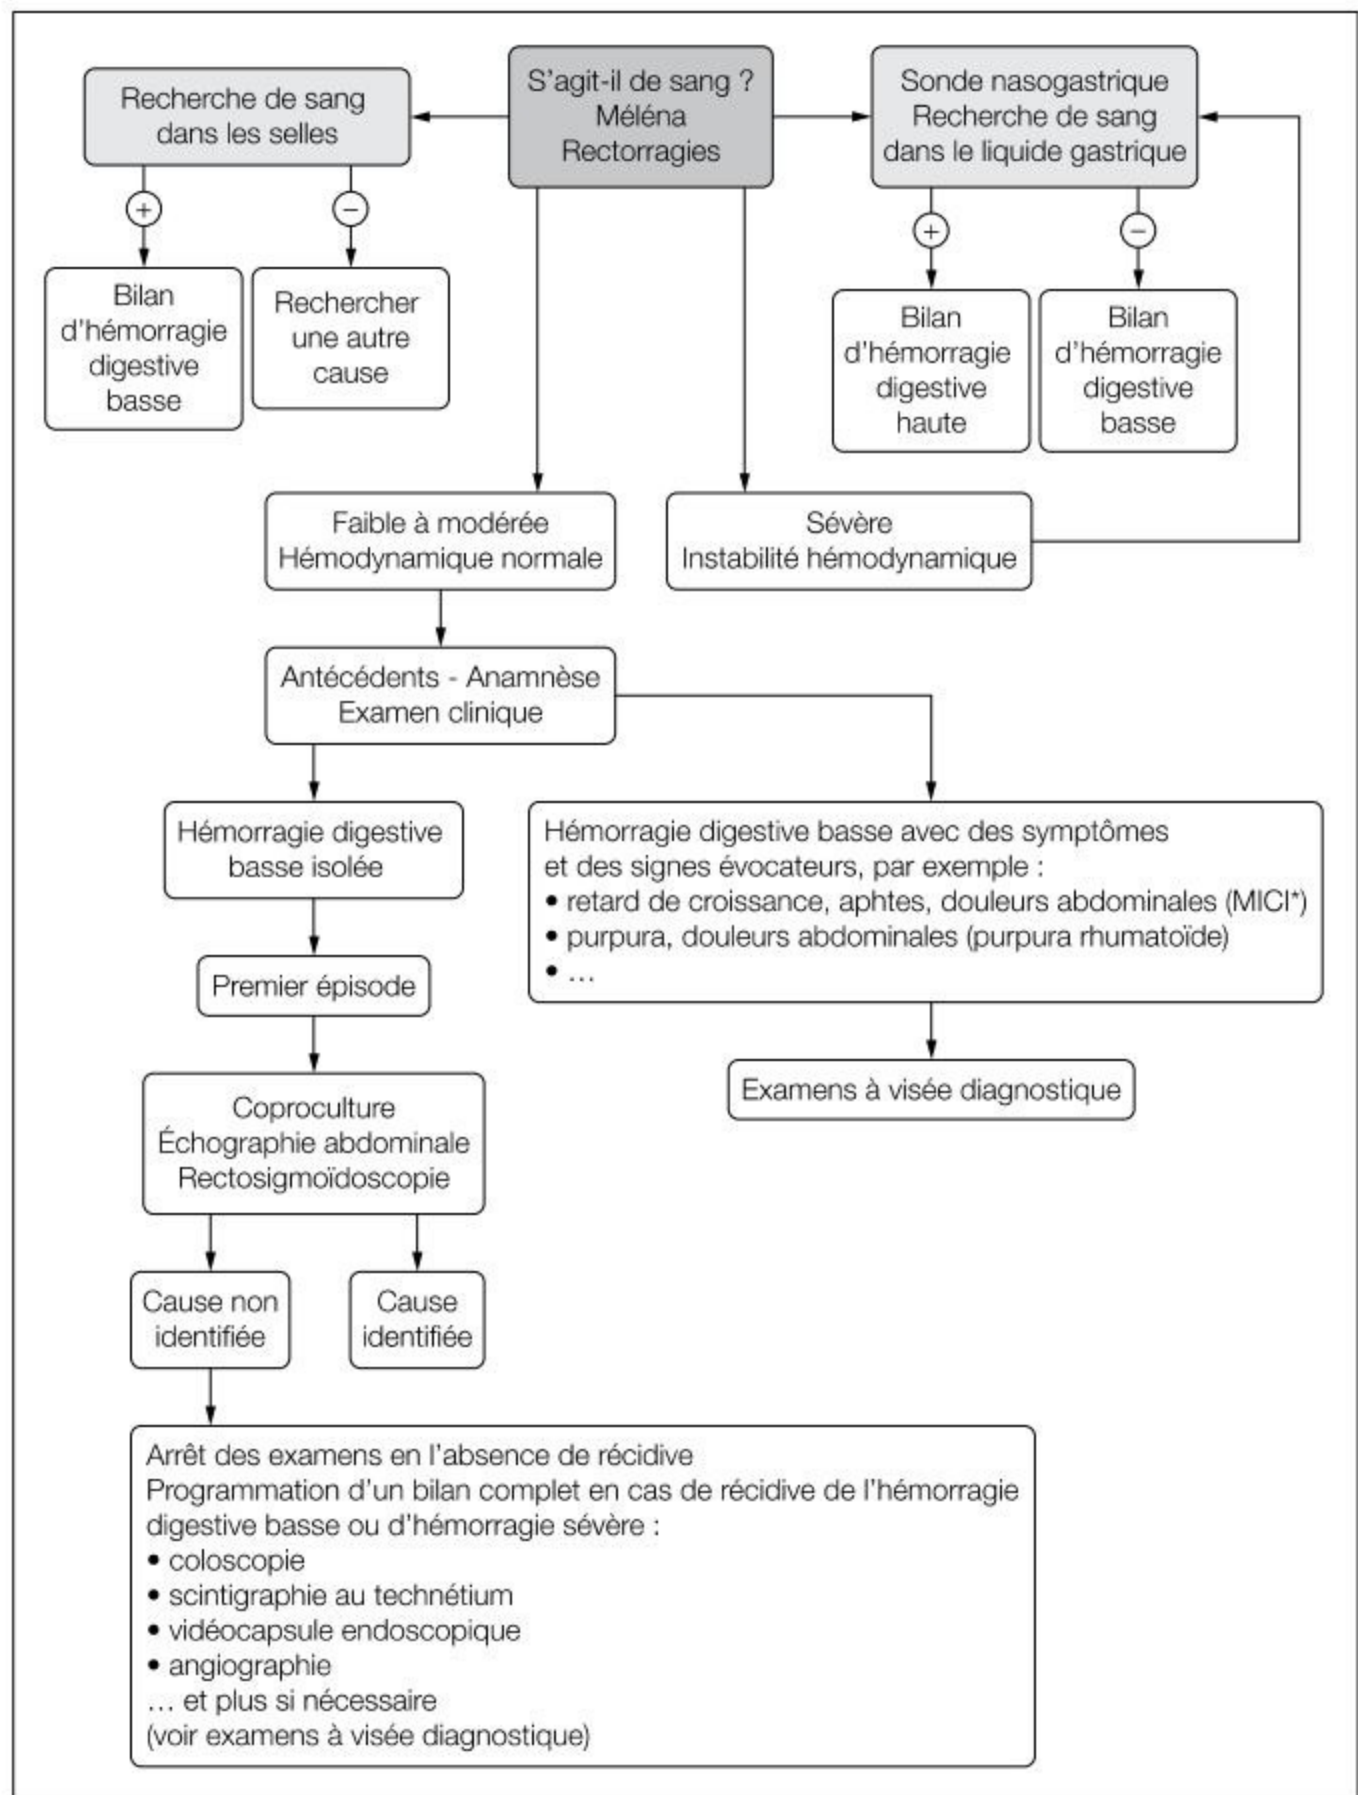 S'agit-il de sang ?
Méléna
Rectorragies
Recherche de sang
dans les selles
Sonde nasogastrique
Recherche de sang
dans le liquide gastrique
+
−
+
−
Bilan
d'hémorragie
digestive
basse
Rechercher
une autre
cause
Bilan
d'hémorragie
digestive
haute
Bilan
d'hémorragie
digestive
basse
Faible à modérée
Hémodynamique normale
Sévère
Instabilité hémodynamique
Antécédents - Anamnèse
Examen clinique
Hémorragie digestive
basse isolée
Hémorragie digestive basse avec des symptômes
et des signes évocateurs, par exemple :
• retard de croissance, aphtes, douleurs abdominales (MICI*)
• purpura, douleurs abdominales (purpura rhumatoïde)
• …
Premier épisode
Examens à visée diagnostique
Coproculture
Échographie abdominale
Rectosigmoïdoscopie
Cause non
identifiée
Cause
identifiée
Arrêt des examens en l'absence de récidive
Programmation d'un bilan complet en cas de récidive de l'hémorragie
digestive basse ou d'hémorragie sévère :
• coloscopie
• scintigraphie au technétium
• vidéocapsule endoscopique
• angiographie
… et plus si nécessaire
(voir examens à visée diagnostique)